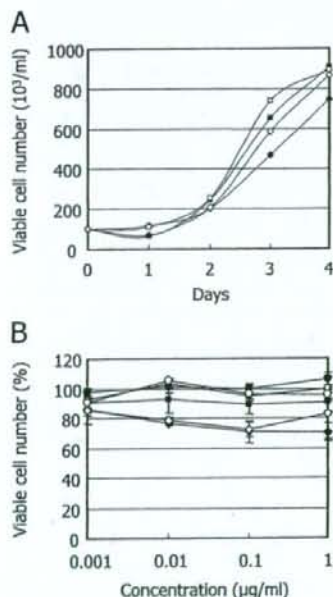 A
Viable cell number (10³/ml)
1000
800
600
400
200
0
0 1 2 3 4
Days
B
Viable cell number (%)
120
100
80
60
40
20
0
0.001 0.01 0.1 1
Concentration (µg/ml)